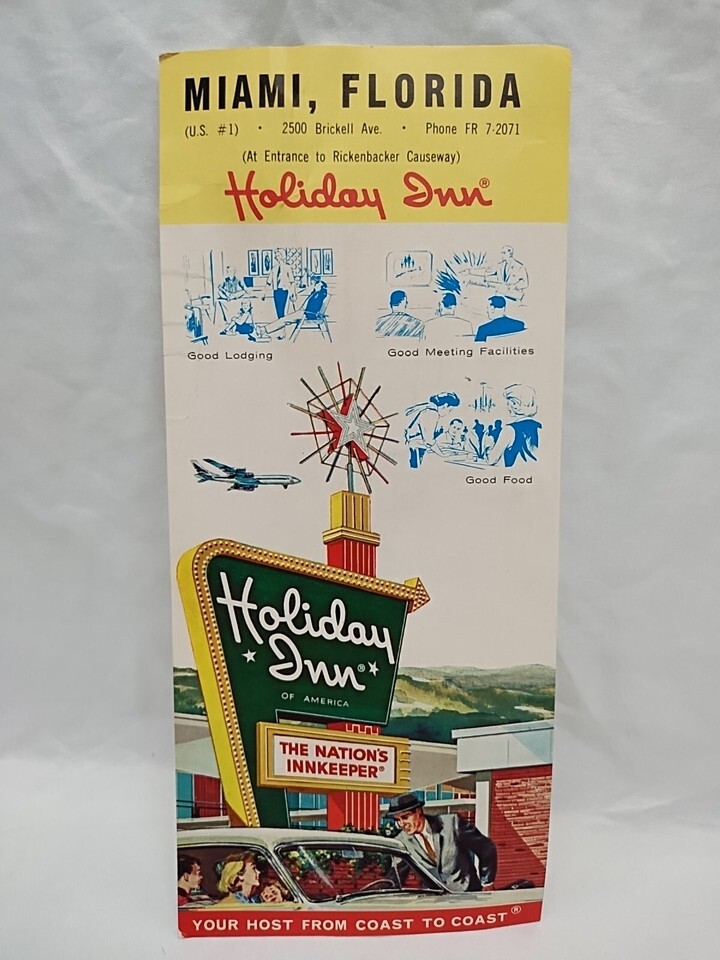 MIAMI, FLORIDA
(U.S. #1) • 2500 Brickell Ave. • Phone FR 7-2071
(At Entrance to Rickenbacker Causeway)
Holiday Inn®
Good Lodging
Good Meeting Facilities
Good Food
Holiday
Inn®
OF AMERICA
THE NATION'S
INNKEEPER®
YOUR HOST FROM COAST TO COAST®